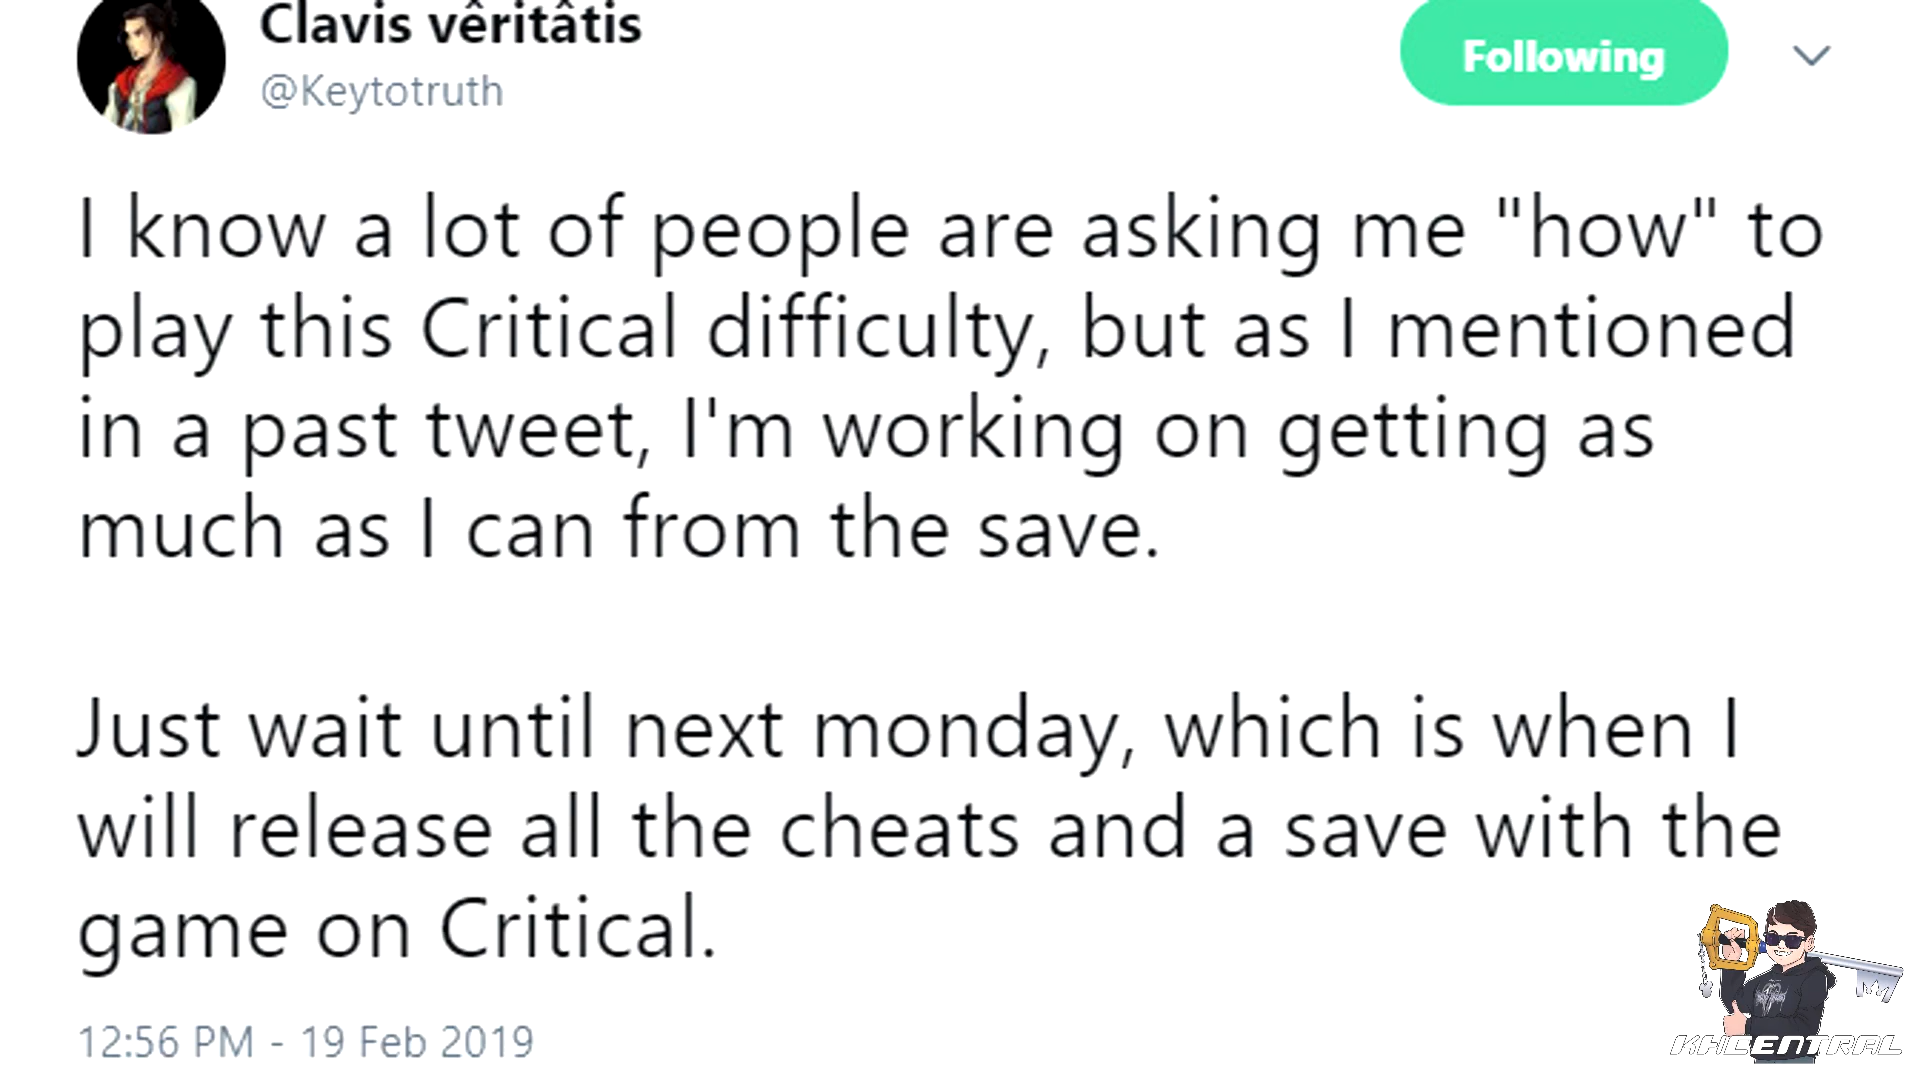 Clavis vêritâtis
@Keytotruth
Following
I know a lot of people are asking me "how" to
play this Critical difficulty, but as I mentioned
in a past tweet, I'm working on getting as
much as I can from the save.
Just wait until next monday, which is when I
will release all the cheats and a save with the
game on Critical.
12:56 PM - 19 Feb 2019
KHCENTRAL